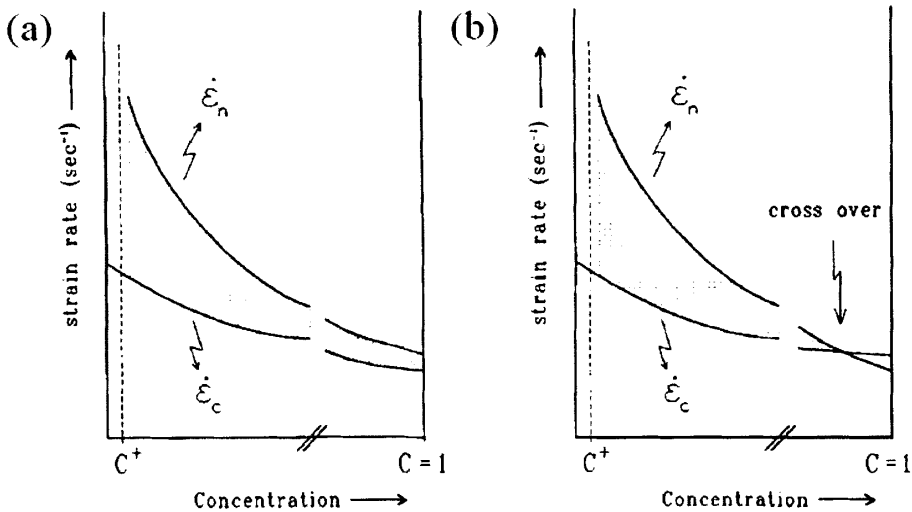 (a)
strain rate (sec⁻¹)
ε̇ₙ
ε̇c
C⁺
C = 1
Concentration
(b)
strain rate (sec⁻¹)
ε̇ₙ
cross over
ε̇c
C⁺
C = 1
Concentration